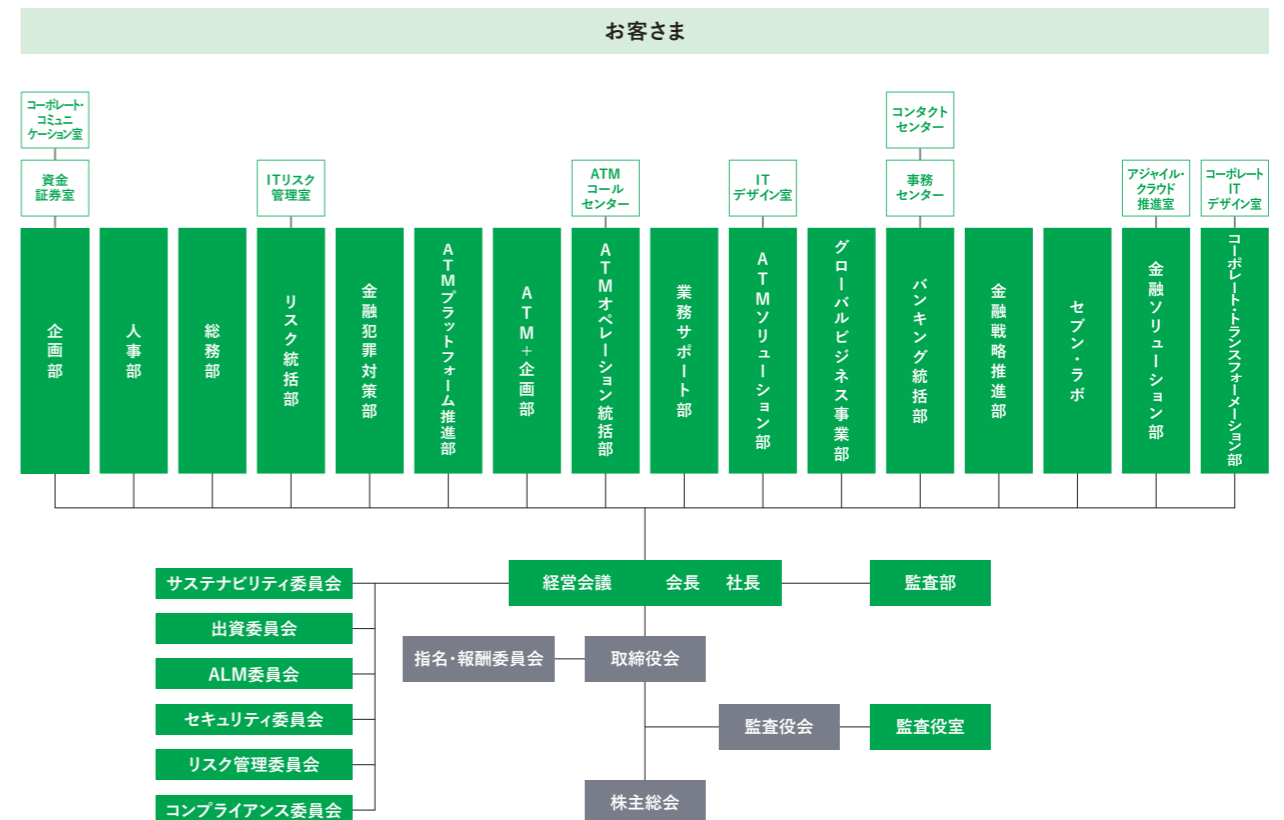 お客さま
コーポレート・
コミュニ
ケーション室
コンタクト
センター
資金
証券室
ITリスク
管理室
ATM
コール
センター
IT
デザイン室
事務
センター
アジャイル・
クラウド
推進室
コーポレート
IT
デザイン室
企画部
人事部
総務部
リスク統括部
金融犯罪対策部
ATMプラットフォーム推進部
ATM+企画部
ATMオペレーション統括部
業務サポート部
ATMソリューション部
グローバルビジネス事業部
バンキング統括部
金融戦略推進部
セブン・ラボ
金融ソリューション部
コーポレート・トランスフォーメーション部
サステナビリティ委員会
経営会議 会長 社長
監査部
出資委員会
指名・報酬委員会
取締役会
ALM委員会
セキュリティ委員会
監査役会
監査役室
リスク管理委員会
株主総会
コンプライアンス委員会